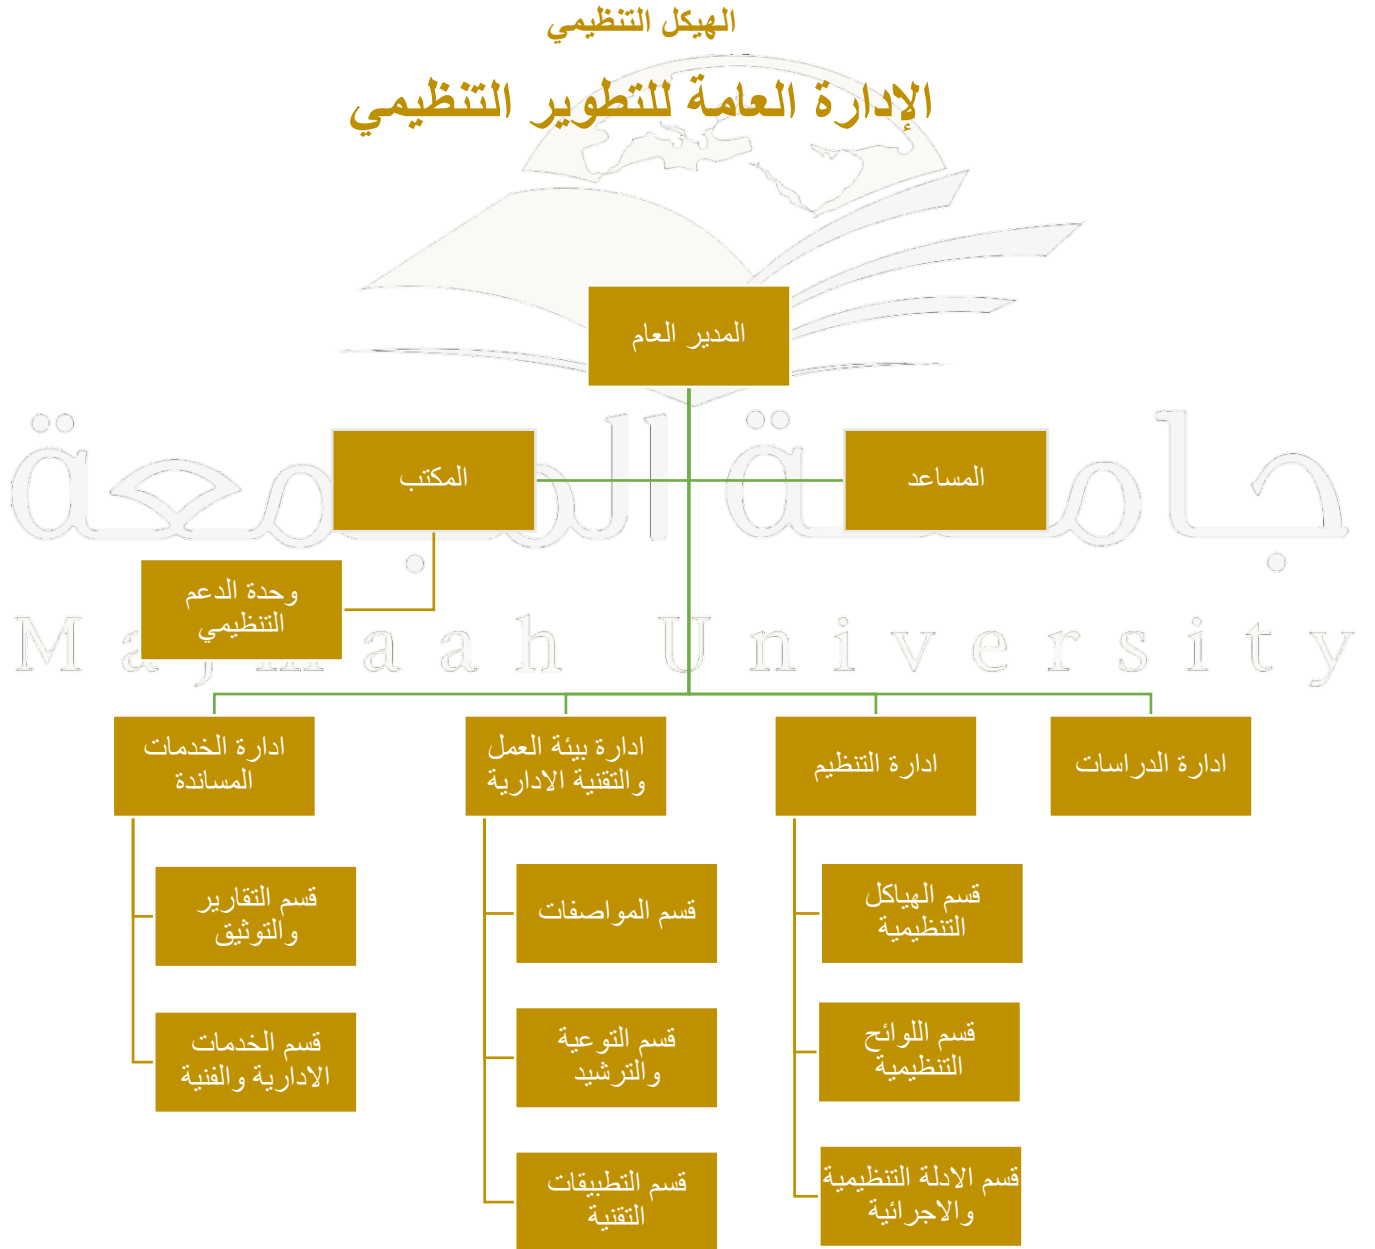 الهيكل التنظيمي
الإدارة العامة للتطوير التنظيمي
المدير العام
المساعد
المكتب
جامعة المجمعة
وحدة الدعم
التنظيمي
Majmaah University
ادارة الدراسات
ادارة التنظيم
ادارة بيئة العمل
والتقنية الادارية
ادارة الخدمات
المساندة
قسم الهياكل
التنظيمية
قسم اللوائح
التنظيمية
قسم الادلة التنظيمية
والاجرائية
قسم المواصفات
قسم التوعية
والترشيد
قسم التطبيقات
التقنية
قسم التقارير
والتوثيق
قسم الخدمات
الادارية والفنية